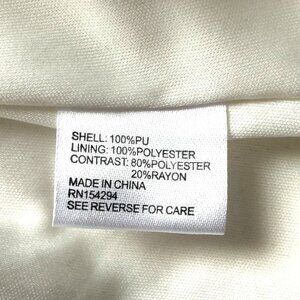 SHELL: 100%PU
LINING: 100%POLYESTER
CONTRAST: 80%POLYESTER
20%RAYON
MADE IN CHINA
RN154294
SEE REVERSE FOR CARE